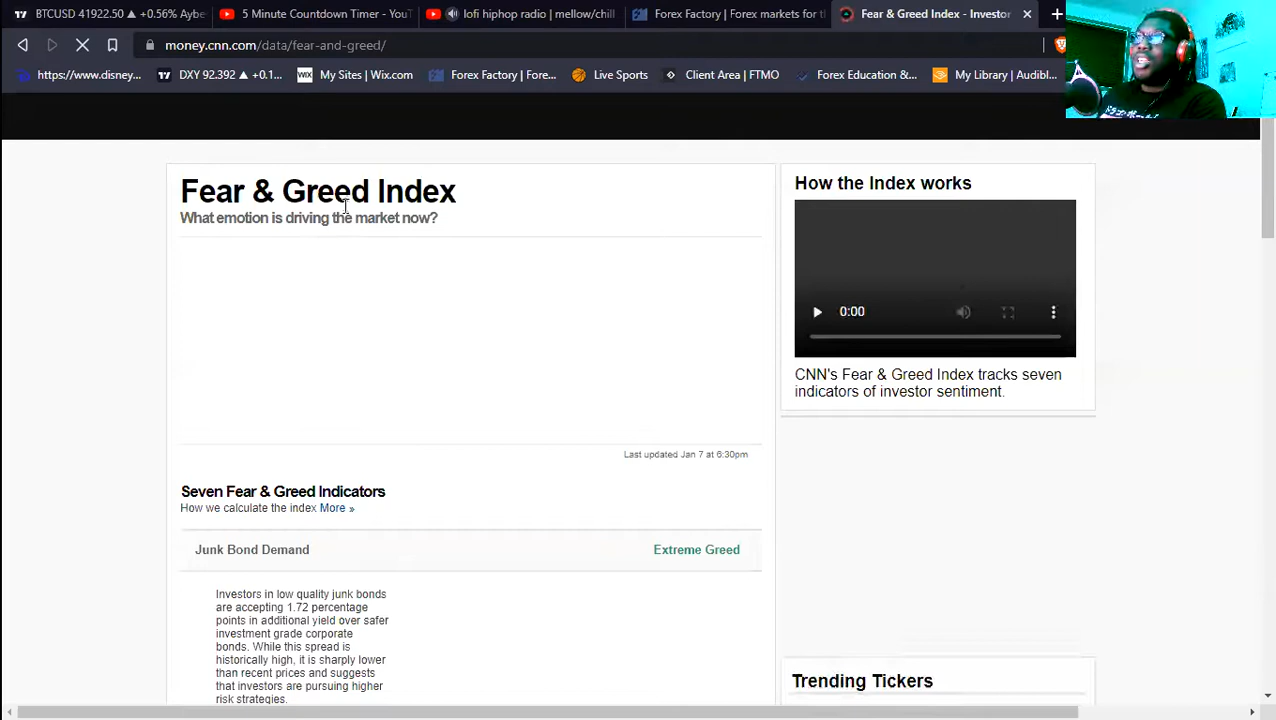 BTCUSD 41922.50 ▲ +0.56% Aybe
5 Minute Countdown Timer - YouT
lofi hiphop radio | mellow/chill
Forex Factory | Forex markets for t
Fear & Greed Index - Investor
money.cnn.com/data/fear-and-greed/
https://www.disney...
DXY 92.392 ▲ +0.1...
WIX
My Sites | Wix.com
Forex Factory | Fore...
Live Sports
Client Area | FTMO
Forex Education &...
My Library | Audibl...
Fear & Greed Index
What emotion is driving the market now?
Last updated Jan 7 at 6:30pm
Seven Fear & Greed Indicators
How we calculate the index More »
Junk Bond Demand
Extreme Greed
Investors in low quality junk bonds
are accepting 1.72 percentage
points in additional yield over safer
investment grade corporate
bonds. While this spread is
historically high, it is sharply lower
than recent prices and suggests
that investors are pursuing higher
risk strategies.
How the Index works
0:00
CNN's Fear & Greed Index tracks seven
indicators of investor sentiment.
Trending Tickers